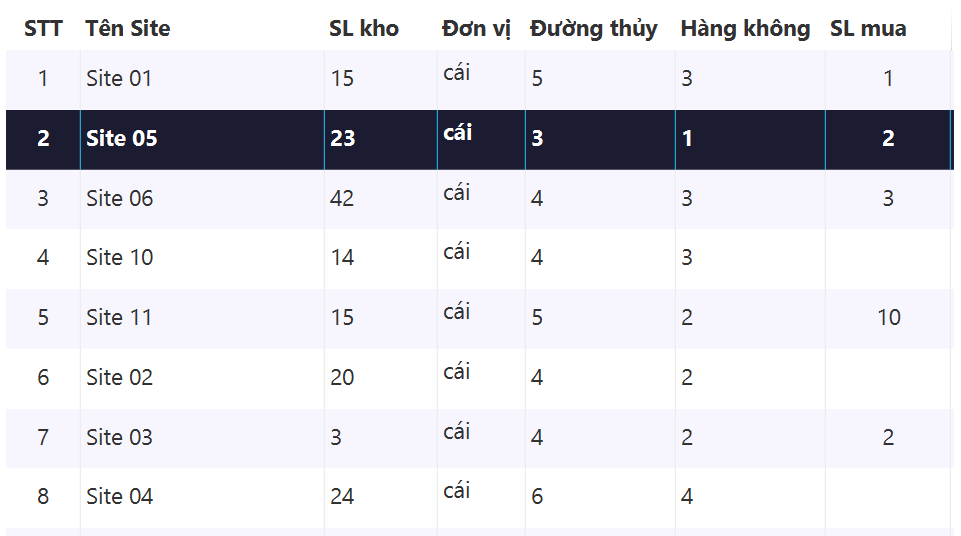 STT Tên Site SL kho Đơn vị Đường thủy Hàng không SL mua
1 Site 01 15 cái 5 3 1
2 Site 05 23 cái 3 1 2
3 Site 06 42 cái 4 3 3
4 Site 10 14 cái 4 3
5 Site 11 15 cái 5 2 10
6 Site 02 20 cái 4 2
7 Site 03 3 cái 4 2 2
8 Site 04 24 cái 6 4